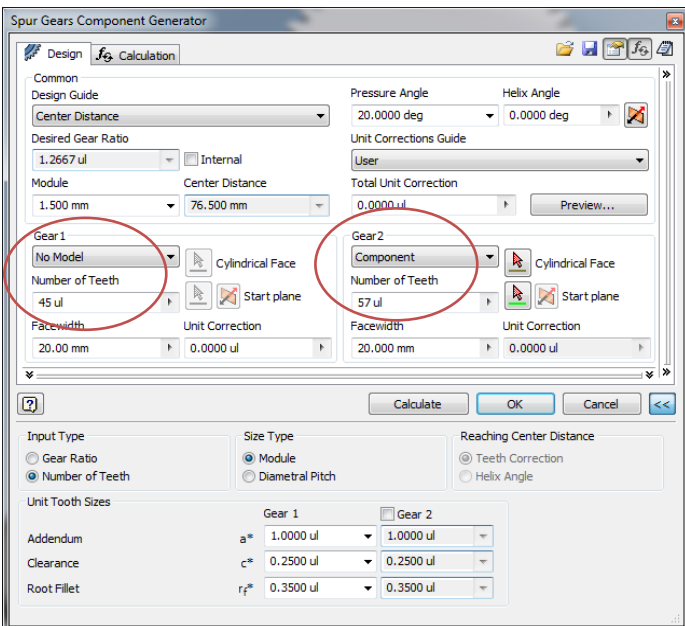 Spur Gears Component Generator
Design
fG Calculation
Common
Design Guide
Pressure Angle Helix Angle
Center Distance
20.0000 deg 0.0000 deg
Desired Gear Ratio
Unit Corrections Guide
1.2667 ul Internal
User
Module Center Distance
Total Unit Correction
1.500 mm 76.500 mm
0.0000 ul Preview...
Gear1
Gear2
No Model Cylindrical Face
Component Cylindrical Face
Number of Teeth
Number of Teeth
45 ul Start plane
57 ul Start plane
Facewidth Unit Correction
Facewidth Unit Correction
20.00 mm 0.0000 ul
20.000 mm 0.0000 ul
? Calculate OK Cancel <<
Input Type Size Type Reaching Center Distance
Gear Ratio Module Teeth Correction
Number of Teeth Diametral Pitch Helix Angle
Unit Tooth Sizes
Gear 1 Gear 2
Addendum a* 1.0000 ul 1.0000 ul
Clearance c* 0.2500 ul 0.2500 ul
Root Fillet rf* 0.3500 ul 0.3500 ul